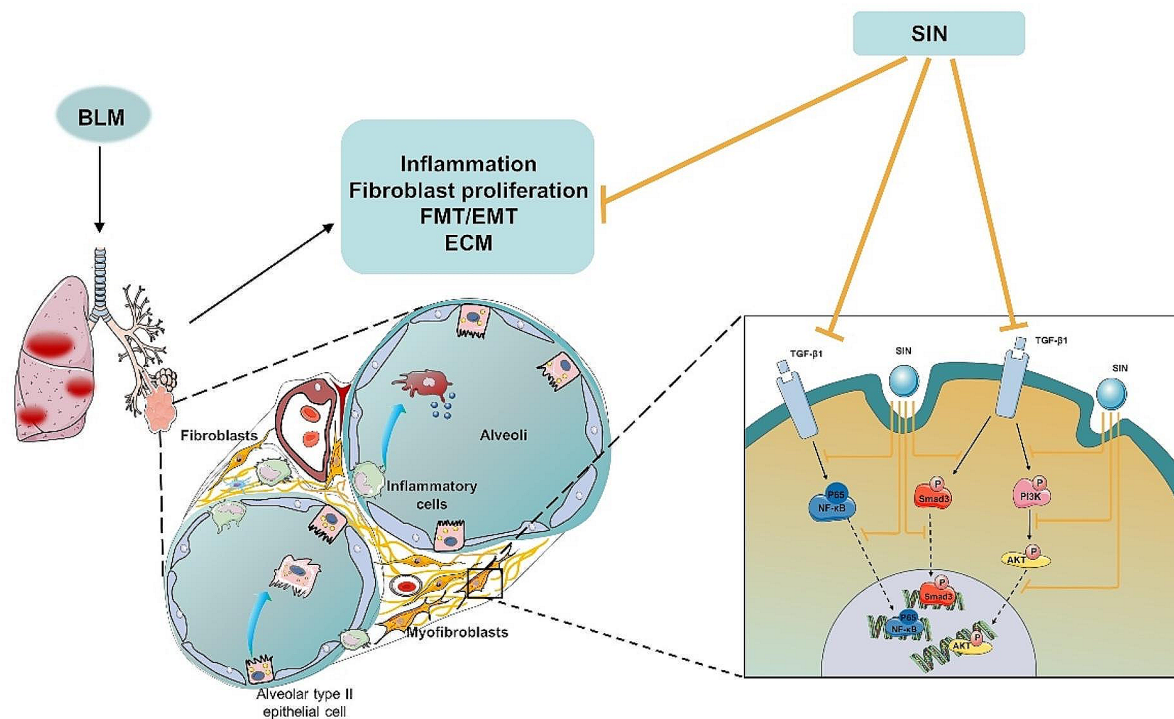 SIN
BLM
Inflammation
Fibroblast proliferation
FMT/EMT
ECM
Fibroblasts
Alveoli
Inflammatory
cells
Myofibroblasts
Alveolar type II
epithelial cell
TGF-β1
SIN
TGF-β1
SIN
P65
NF-κB
P
Smad3
P
PI3K
P
AKT
P
Smad3
P65
NF-κB
P
AKT